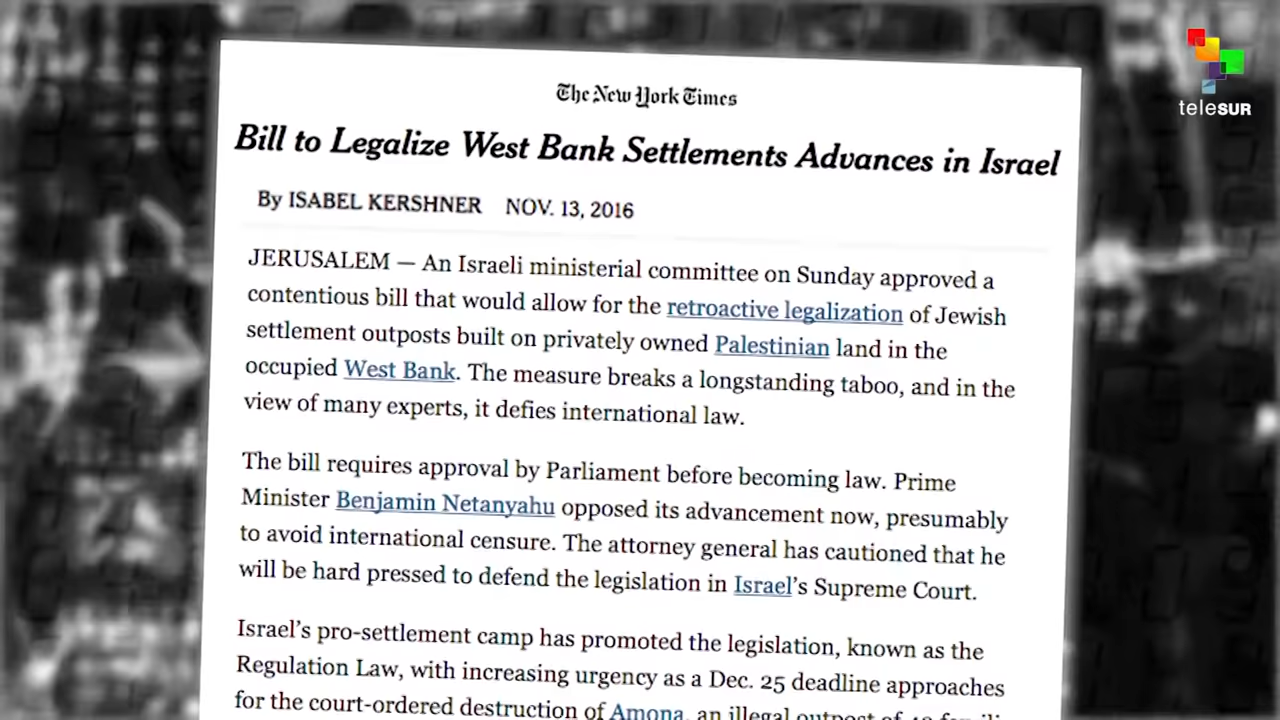 The New York Times
Bill to Legalize West Bank Settlements Advances in Israel
By ISABEL KERSHNER NOV. 13, 2016
JERUSALEM — An Israeli ministerial committee on Sunday approved a
contentious bill that would allow for the retroactive legalization of Jewish
settlement outposts built on privately owned Palestinian land in the
occupied West Bank. The measure breaks a longstanding taboo, and in the
view of many experts, it defies international law.
The bill requires approval by Parliament before becoming law. Prime
Minister Benjamin Netanyahu opposed its advancement now, presumably
to avoid international censure. The attorney general has cautioned that he
will be hard pressed to defend the legislation in Israel’s Supreme Court.
Israel’s pro-settlement camp has promoted the legislation, known as the
Regulation Law, with increasing urgency as a Dec. 25 deadline approaches
for the court-ordered destruction of Amona, an illegal outpost of
teleSUR